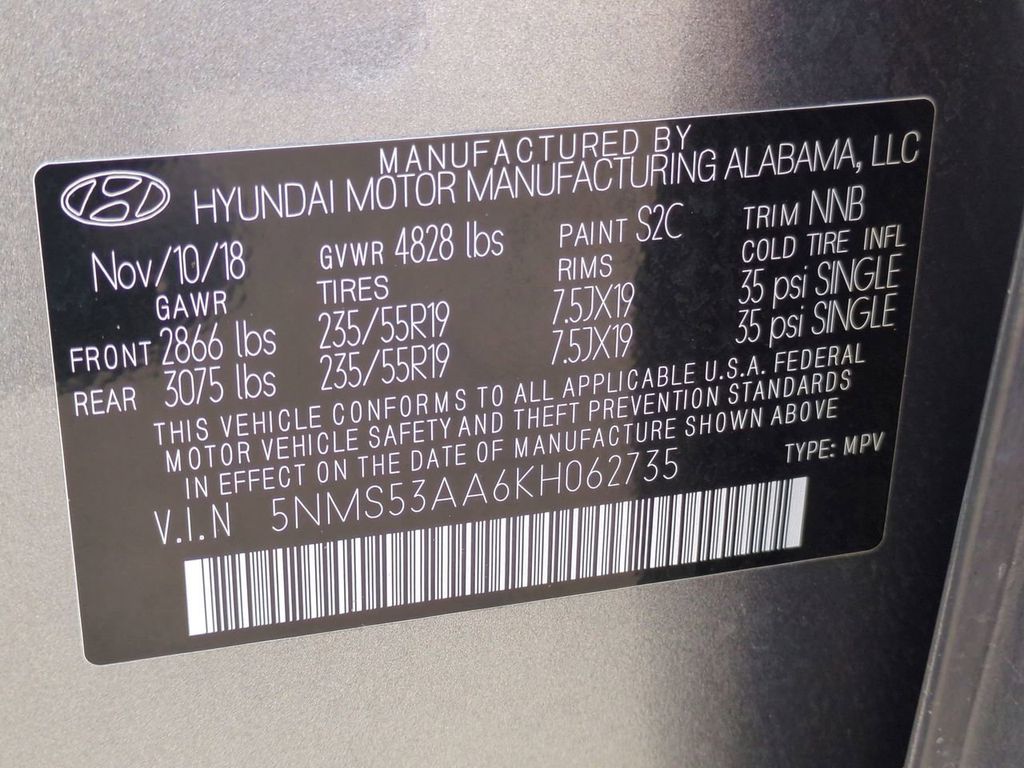 MANUFACTURED BY
HYUNDAI MOTOR MANUFACTURING ALABAMA, LLC
Nov/10/18 GVWR 4828 lbs PAINT S2C TRIM NNB
GAWR TIRES RIMS COLD TIRE INFL
FRONT 2866 lbs 235/55R19 7.5JX19 35 psi SINGLE
REAR 3075 lbs 235/55R19 7.5JX19 35 psi SINGLE
THIS VEHICLE CONFORMS TO ALL APPLICABLE U.S.A. FEDERAL
MOTOR VEHICLE SAFETY AND THEFT PREVENTION STANDARDS
IN EFFECT ON THE DATE OF MANUFACTURE SHOWN ABOVE
V.I.N 5NMS53AA6KH062735 TYPE: MPV